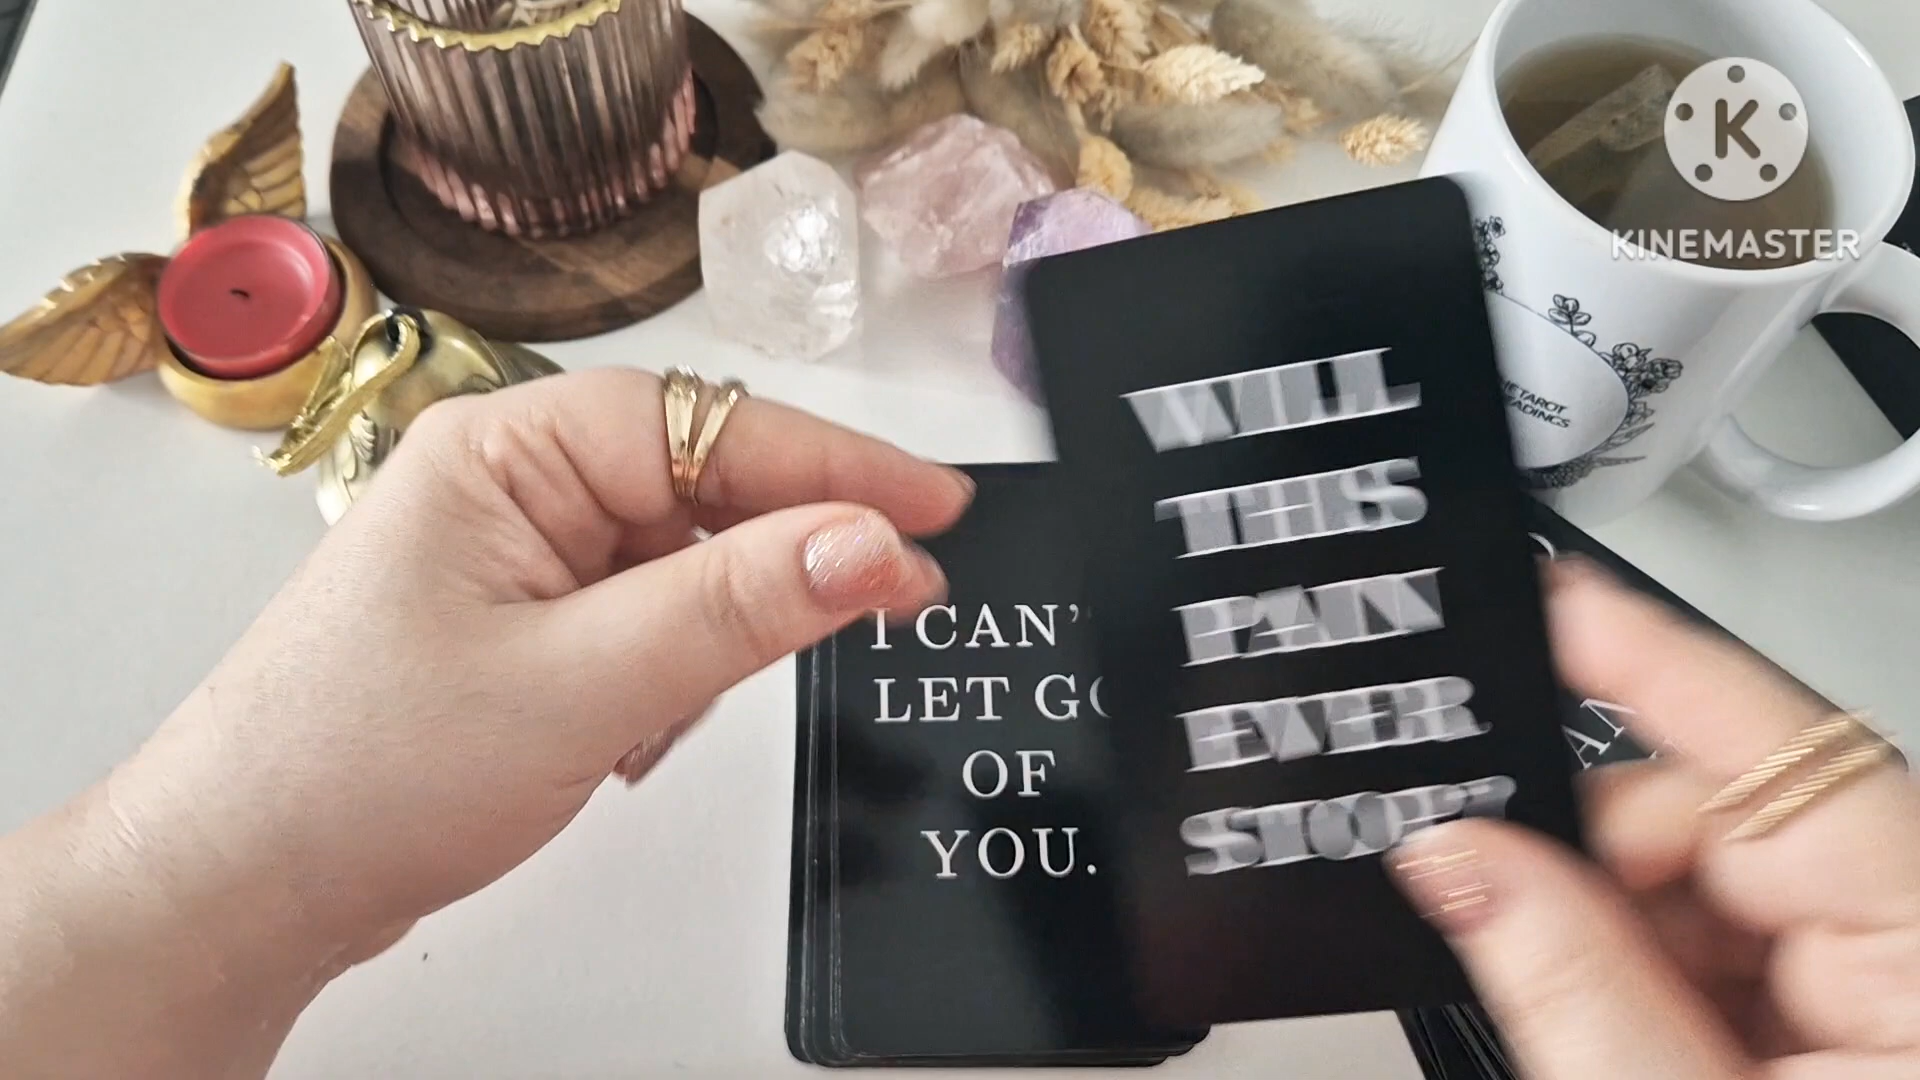 KINEMASTER
WILL
THIS
PAIN
EVER
STOP?
I CAN'
LET GO
OF
YOU.